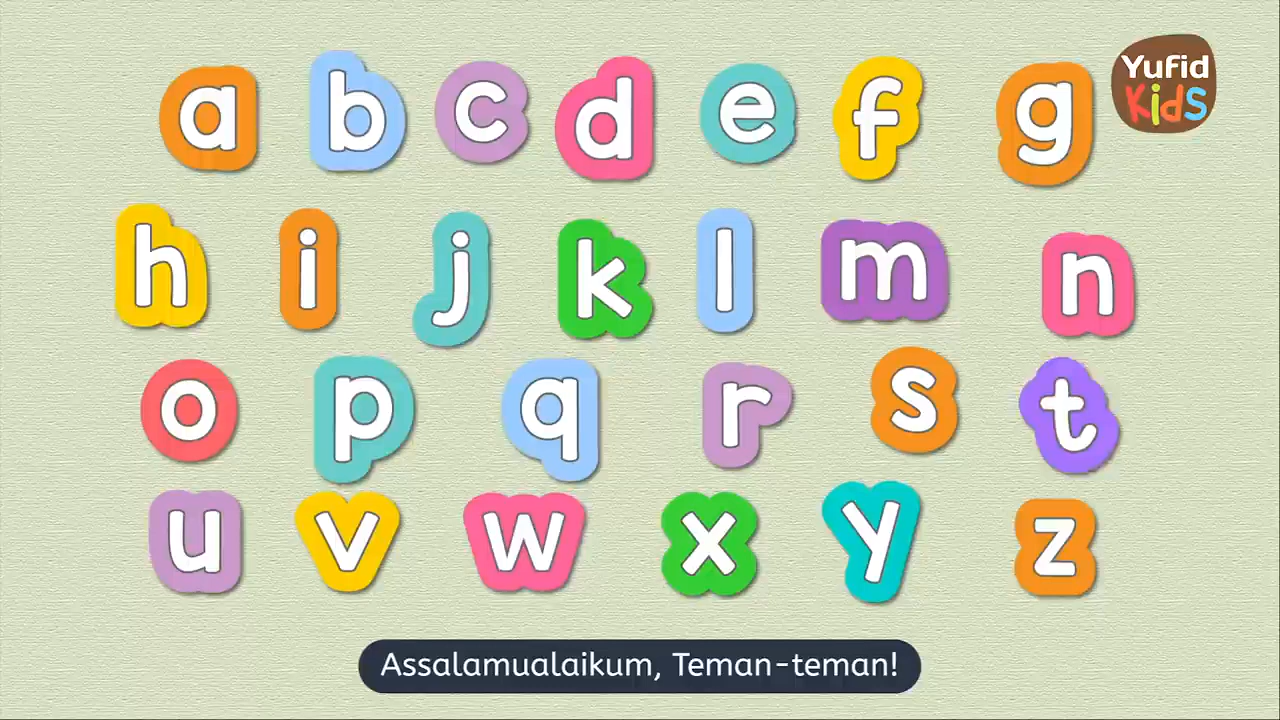 a b c d e f g
Yufid
Kids
h i j k l m n
o p q r s t
u v w x y z
Assalamualaikum, Teman-teman!